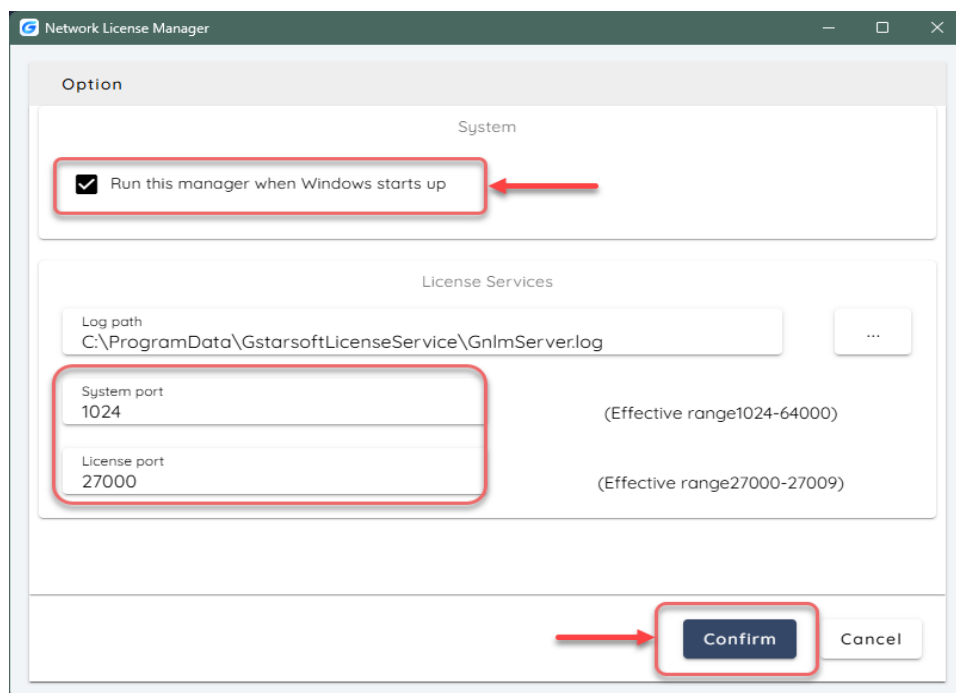 Network License Manager
Option
System
Run this manager when Windows starts up
License Services
Log path
C:\ProgramData\GstarsoftLicenseService\GnlmServer.log
...
System port
1024
(Effective range1024-64000)
License port
27000
(Effective range27000-27009)
Confirm
Cancel